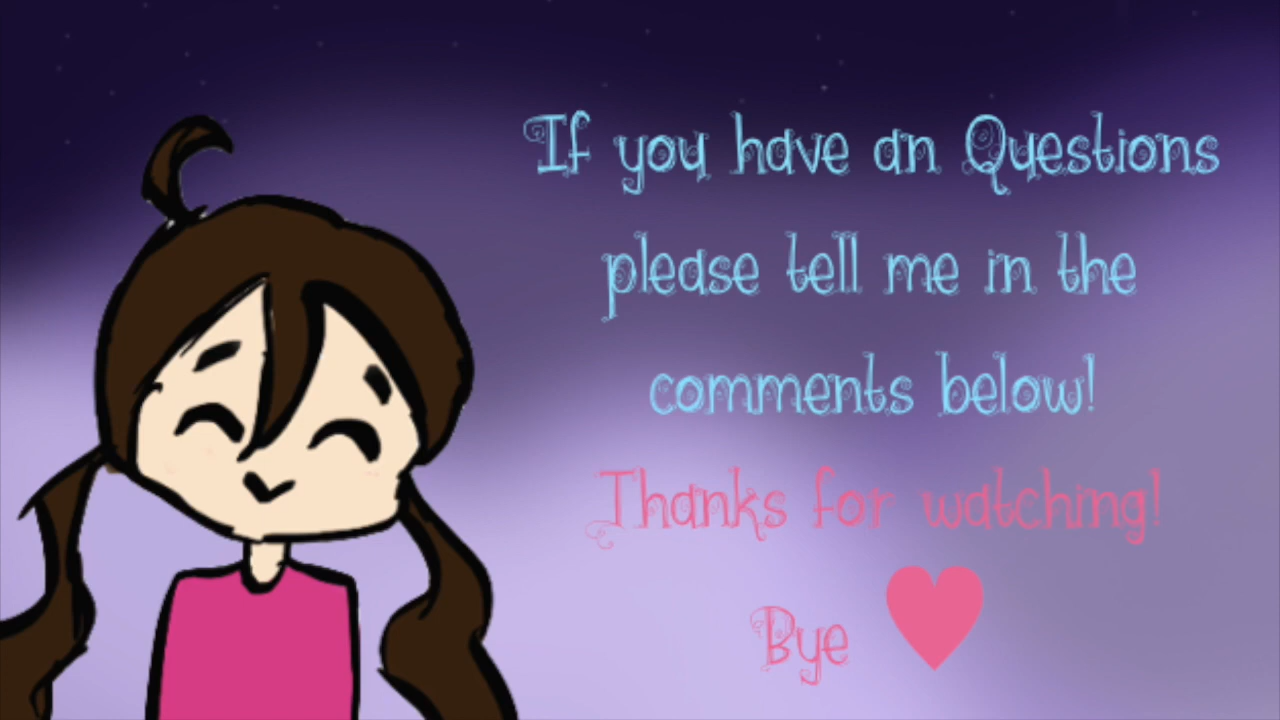 If you have an Questions
please tell me in the
comments below!
Thanks for watching!
Bye